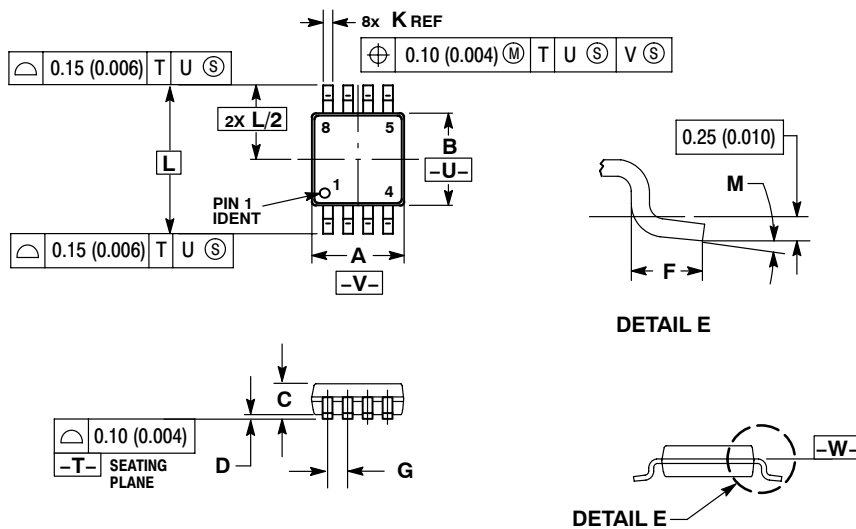 8x K REF
0.10 (0.004) Ⓜ T U Ⓢ V Ⓢ
0.15 (0.006) T U Ⓢ
2X L/2
8 5
B
-U-
L
0.25 (0.010)
M
1 4
PIN 1
IDENT
0.15 (0.006) T U Ⓢ
A
-V-
F
DETAIL E
C
0.10 (0.004)
-T- SEATING
PLANE
D
G
-W-
DETAIL E